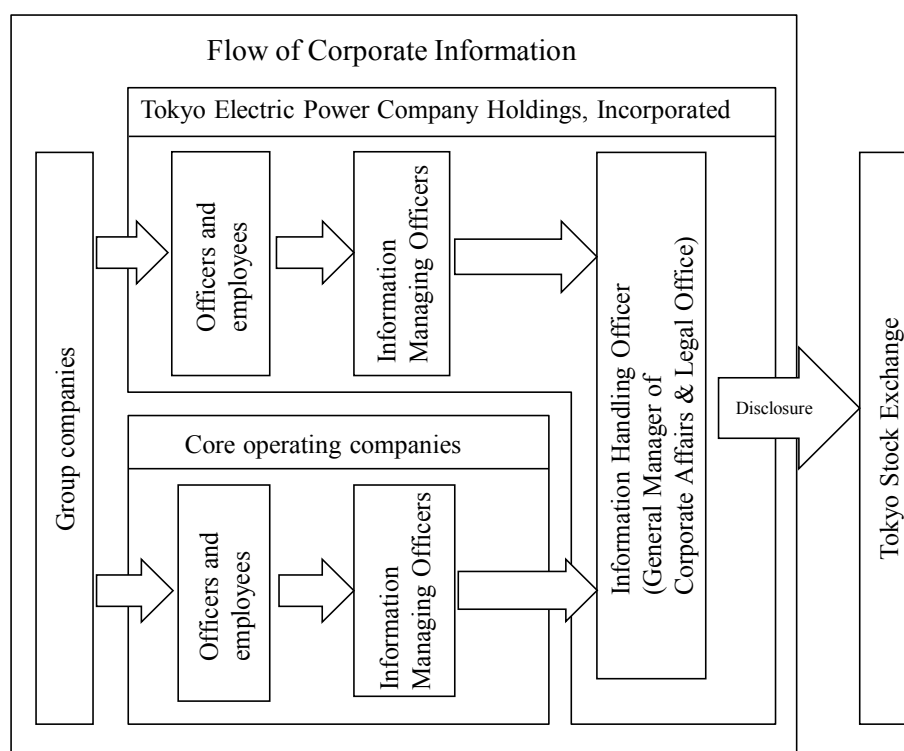 Flow of Corporate Information
Tokyo Electric Power Company Holdings, Incorporated
Group companies
Officers and
employees
Information
Managing Officers
Information Handling Officer
(General Manager of
Corporate Affairs & Legal Office)
Disclosure
Tokyo Stock Exchange
Core operating companies
Officers and
employees
Information
Managing Officers